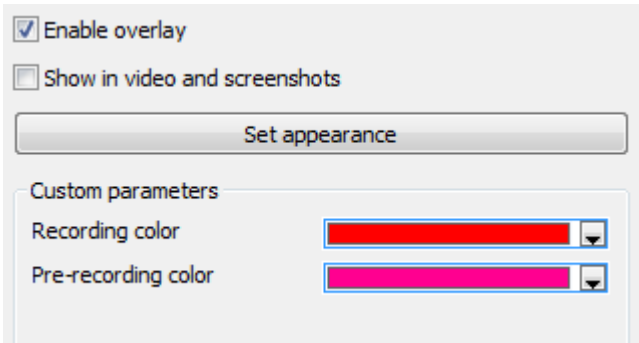 Enable overlay
Show in video and screenshots
Set appearance
Custom parameters
Recording color
Pre-recording color